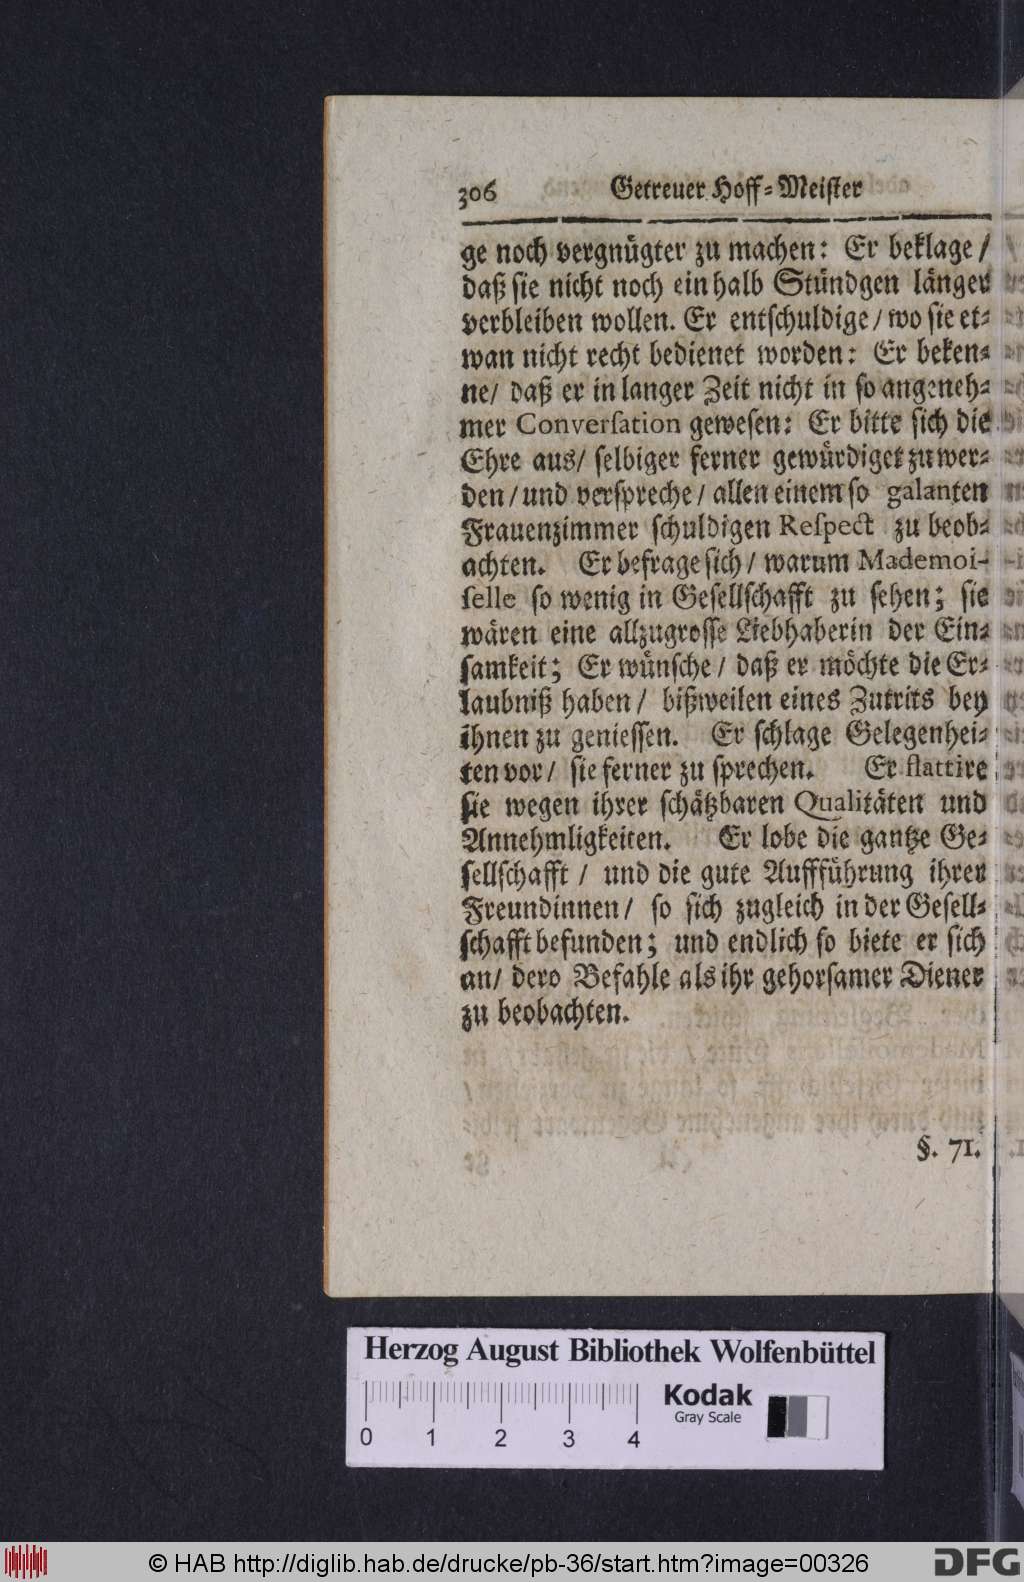 306 Getreuer Hoff-Meister
ge noch vergnügter zu machen: Er beklage /
daß sie nicht noch ein halb Stündgen länger
verbleiben wollen. Er entschuldige / wo sie et-
wan nicht recht bedienet worden: Er beken-
ne / daß er in langer Zeit nicht in so angeneh-
mer Conversation gewesen: Er bitte sich die
Ehre aus / selbiger ferner gewürdiget zu wer-
den / und verspreche / allen einem so galanten
Frauenzimmer schuldigen Respect zu beob-
achten. Er befrage sich / warum Mademoi-
selle so wenig in Gesellschafft zu sehen; sie
wären eine allzugrosse Liebhaberin der Ein-
samkeit; Er wünsche / daß er möchte die Er-
laubniß haben / bißweilen eines Zutrits bey
ihnen zu geniessen. Er schlage Gelegenhei-
ten vor / sie ferner zu sprechen. Er flattire
sie wegen ihrer schätzbaren Qualitäten und
Annehmligkeiten. Er lobe die gantze Ge-
sellschafft / und die gute Auffführung ihrer
Freundinnen / so sich zugleich in der Gesell-
schafft befunden; und endlich so biete er sich
an / dero Befahle als ihr gehorsamer Diener
zu beobachten.
§. 71.
Herzog August Bibliothek Wolfenbüttel
Kodak
Gray Scale
0 1 2 3 4
© HAB http://diglib.hab.de/drucke/pb-36/start.htm?image=00326
DFG